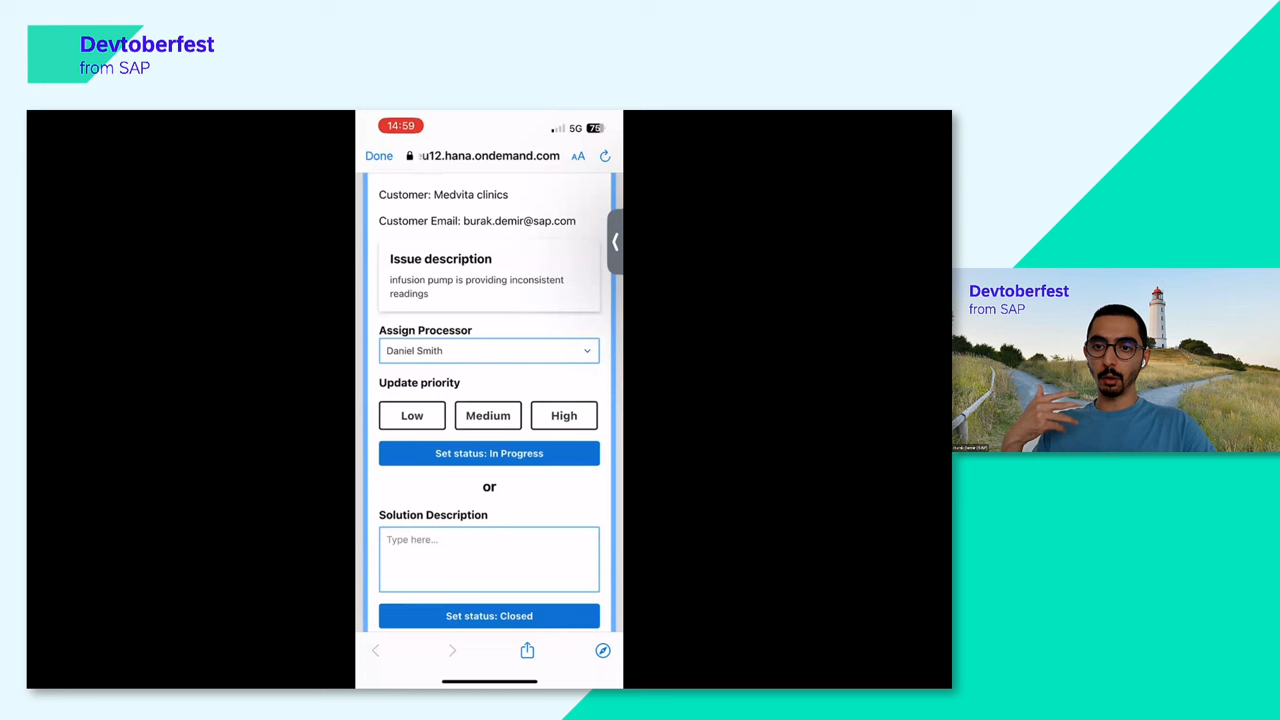 Devtoberfest
from SAP
14:59
5G
75
Done
u12.hana.ondemand.com
AA
Customer: Medvita clinics
Customer Email: burak.demir@sap.com
Issue description
infusion pump is providing inconsistent
readings
Assign Processor
Daniel Smith
Update priority
Low
Medium
High
Set status: In Progress
or
Solution Description
Type here...
Set status: Closed
Devtoberfest
from SAP